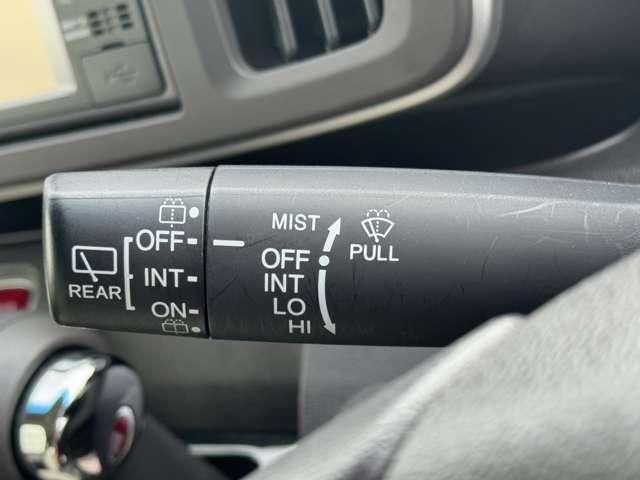 REAR
OFF
INT
ON
MIST
OFF
INT
LO
HI
PULL